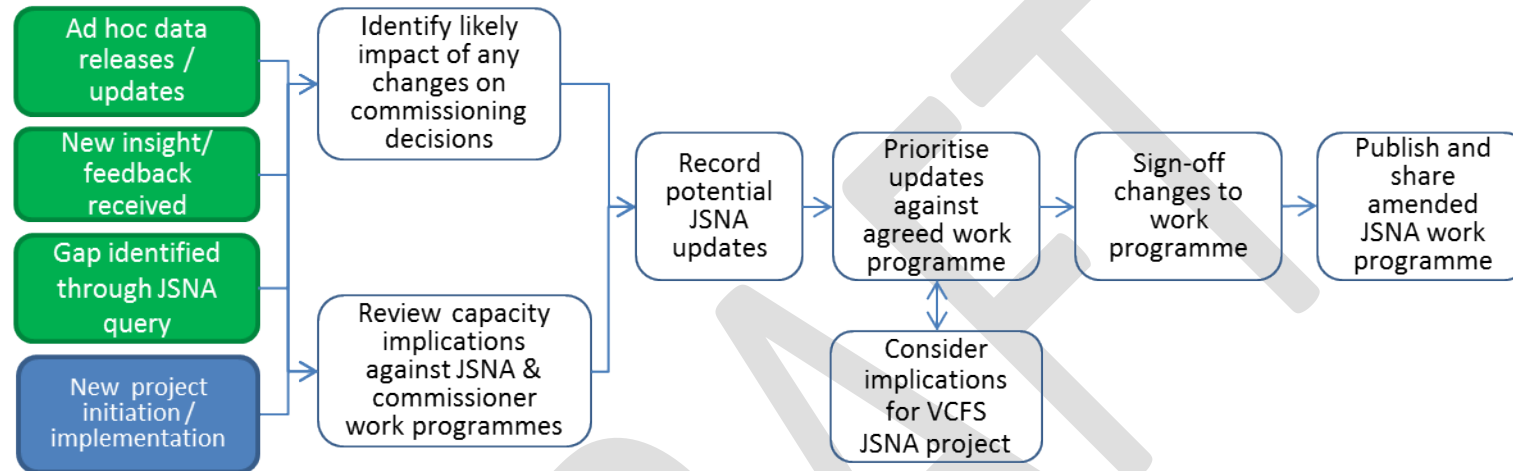 Ad hoc data
releases /
updates
New insight/
feedback
received
Gap identified
through JSNA
query
New project
initiation /
implementation
Identify likely
impact of any
changes on
commissioning
decisions
Review capacity
implications
against JSNA &
commissioner
work programmes
Record
potential
JSNA
updates
Prioritise
updates
against
agreed work
programme
Consider
implications
for VCFS
JSNA project
Sign-off
changes to
work
programme
Publish and
share
amended
JSNA work
programme